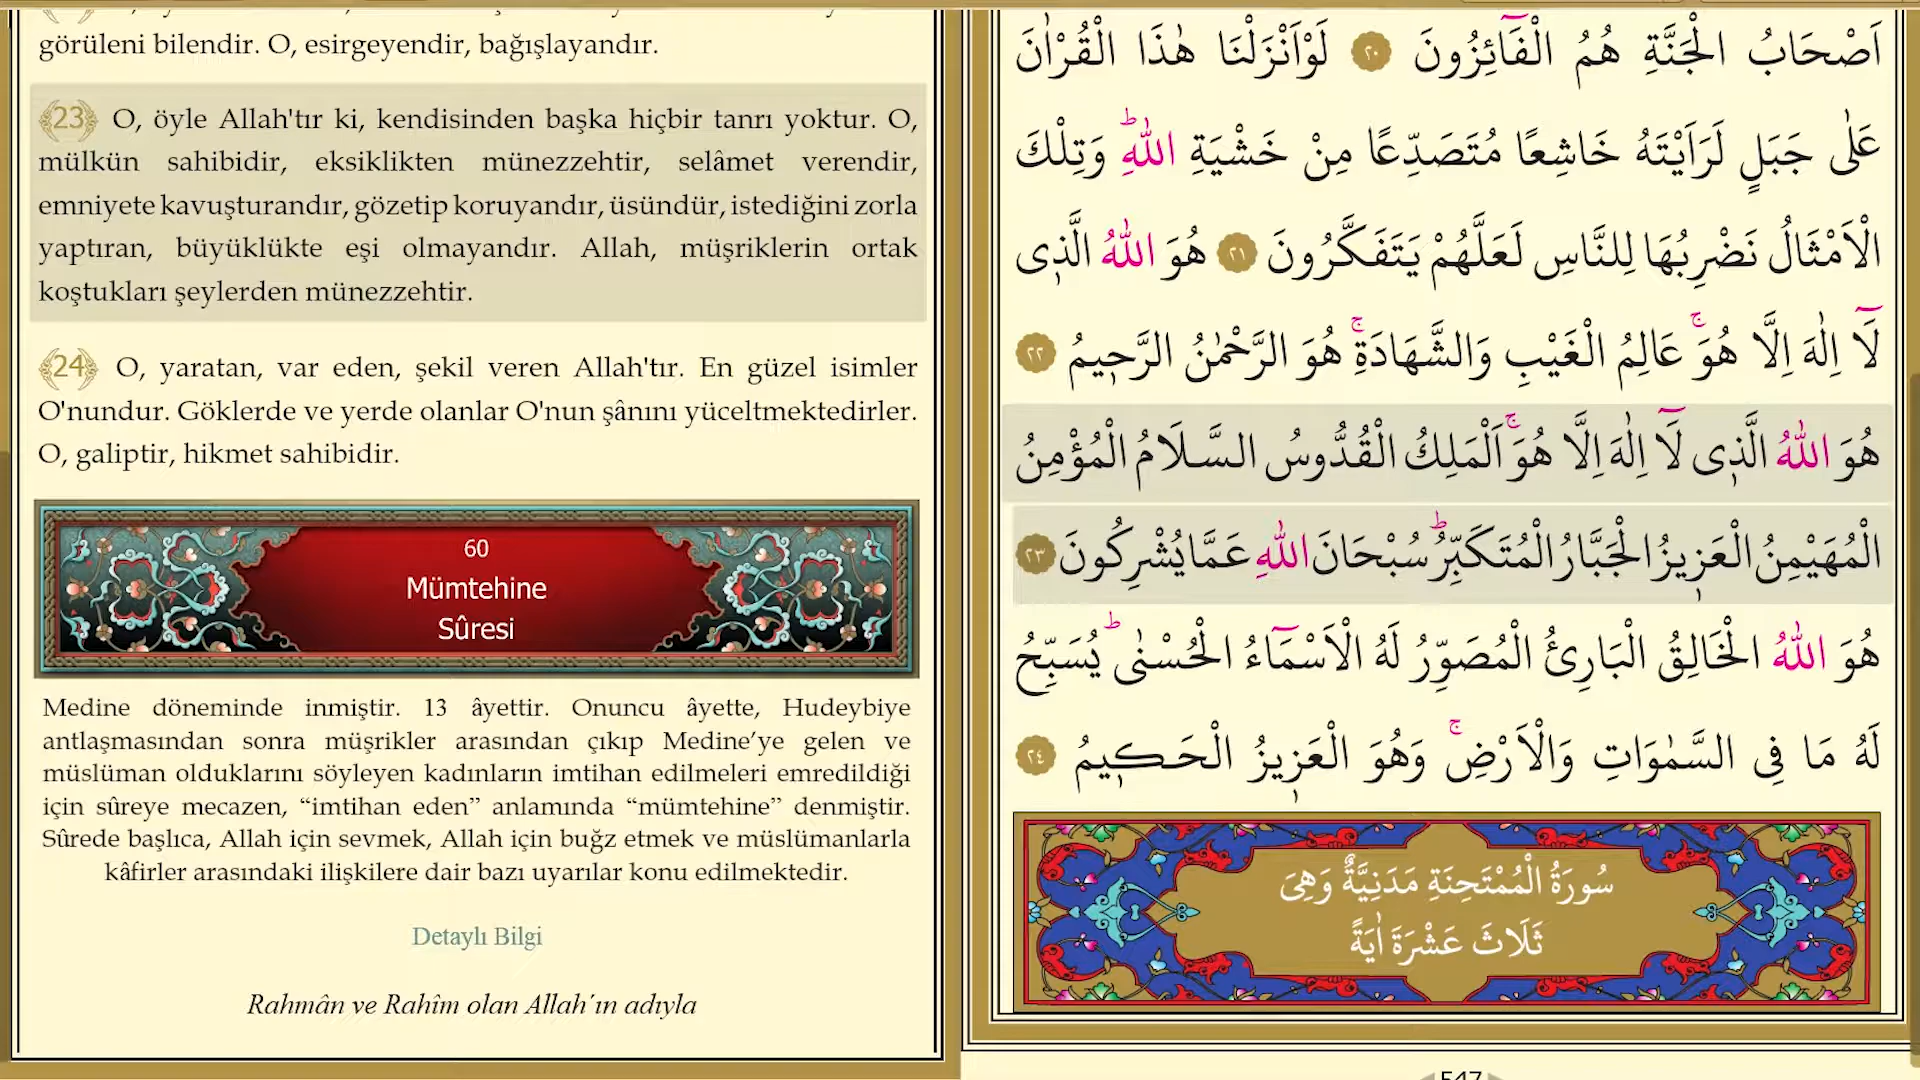 görüleni bilendir. O, esirgeyendir, bağışlayandır.
23 O, öyle Allah'tır ki, kendisinden başka hiçbir tanrı yoktur. O,
mülkün sahibidir, eksiklikten münezzehtir, selâmet verendir,
emniyete kavuşturandır, gözetip koruyandır, üsündür, istediğini zorla
yaptıran, büyüklükte eşi olmayandır. Allah, müşriklerin ortak
koştukları şeylerden münezzehtir.
24 O, yaratan, var eden, şekil veren Allah'tır. En güzel isimler
O'nundur. Göklerde ve yerde olanlar O'nun şânını yüceltmektedirler.
O, galiptir, hikmet sahibidir.
60
Mümtehine
Sûresi
Medine döneminde inmiştir. 13 âyettir. Onuncu âyette, Hudeybiye
antlaşmasından sonra müşrikler arasından çıkıp Medine’ye gelen ve
müslüman olduklarını söyleyen kadınların imtihan edilmeleri emredildiği
için sûreye mecazen, “imtihan eden” anlamında “mümtehine” denmiştir.
Sûrede başlıca, Allah için sevmek, Allah için buğz etmek ve müslümanlarla
kâfirler arasındaki ilişkilere dair bazı uyarılar konu edilmektedir.
Detaylı Bilgi
Rahmân ve Rahîm olan Allah´ın adıyla
اَصْحَابُ الْجَنَّةِ هُمُ الْفَٓائِزُونَ ﴿٢٠﴾ لَوْ اَنْزَلْنَا هٰذَا الْقُرْاٰنَ
عَلٰى جَبَلٍ لَرَاَيْتَهُ خَاشِعًا مُتَصَدِّعًا مِنْ خَشْيَةِ اللّٰهِۜ وَتِلْكَ
الْاَمْثَالُ نَضْرِبُهَا لِلنَّاسِ لَعَلَّهُمْ يَتَفَكَّرُونَ ﴿٢١﴾ هُوَ اللّٰهُ الَّذ۪ى
لَٓا اِلٰهَ اِلَّا هُوَۚ عَالِمُ الْغَيْبِ وَالشَّهَادَةِۚ هُوَ الرَّحْمٰنُ الرَّح۪يمُ ﴿٢٢﴾
هُوَ اللّٰهُ الَّذ۪ى لَٓا اِلٰهَ اِلَّا هُوَۚ اَلْمَلِكُ الْقُدُّوسُ السَّلَامُ الْمُؤْمِنُ
الْمُهَيْمِنُ الْعَز۪يزُ الْجَبَّارُ الْمُتَكَبِّرُۜ سُبْحَانَ اللّٰهِ عَمَّا يُشْرِكُونَ ﴿٢٣﴾
هُوَ اللّٰهُ الْخَالِقُ الْبَارِئُ الْمُصَوِّرُ لَهُ الْاَسْمَٓاءُ الْحُسْنٰىۜ يُسَبِّحُ
لَهُ مَا فِى السَّمٰوَاتِ وَالْاَرْضِۚ وَهُوَ الْعَز۪يزُ الْحَك۪يمُ ﴿٢٤﴾
سُورَةُ الْمُمْتَحِنَةِ مَدَنِيَّةٌ وَهِىَ
ثَلَاثَ عَشْرَةَ اٰيَةً